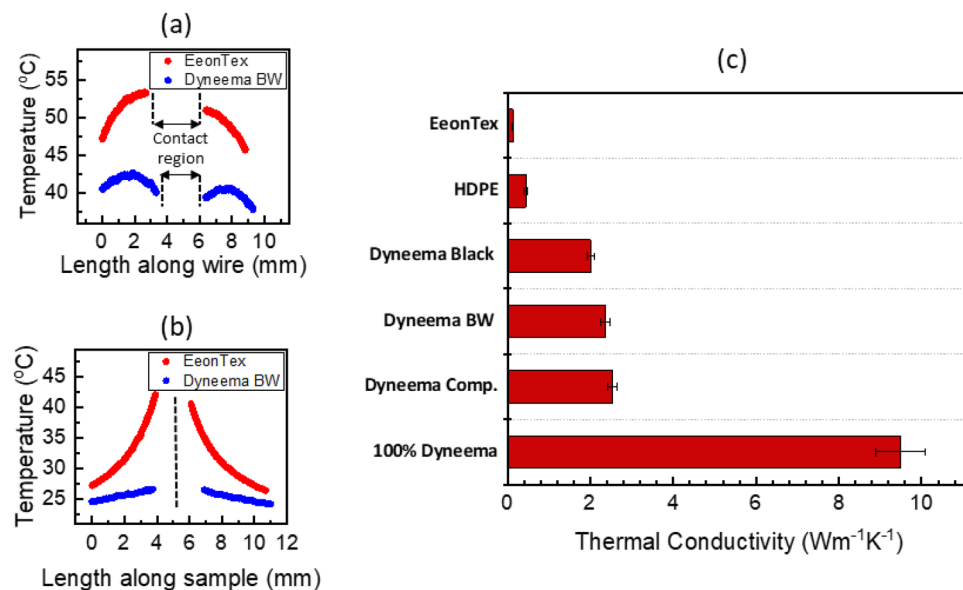 (a)
EeonTex
Dyneema BW
55
50
45
40
Temperature (⁰C)
Contact
region
0 2 4 6 8 10
Length along wire (mm)
(b)
EeonTex
Dyneema BW
45
40
35
30
25
Temperature (⁰C)
0 2 4 6 8 10 12
Length along sample (mm)
(c)
EeonTex
HDPE
Dyneema Black
Dyneema BW
Dyneema Comp.
100% Dyneema
0 2 4 6 8 10
Thermal Conductivity (Wm⁻¹K⁻¹)